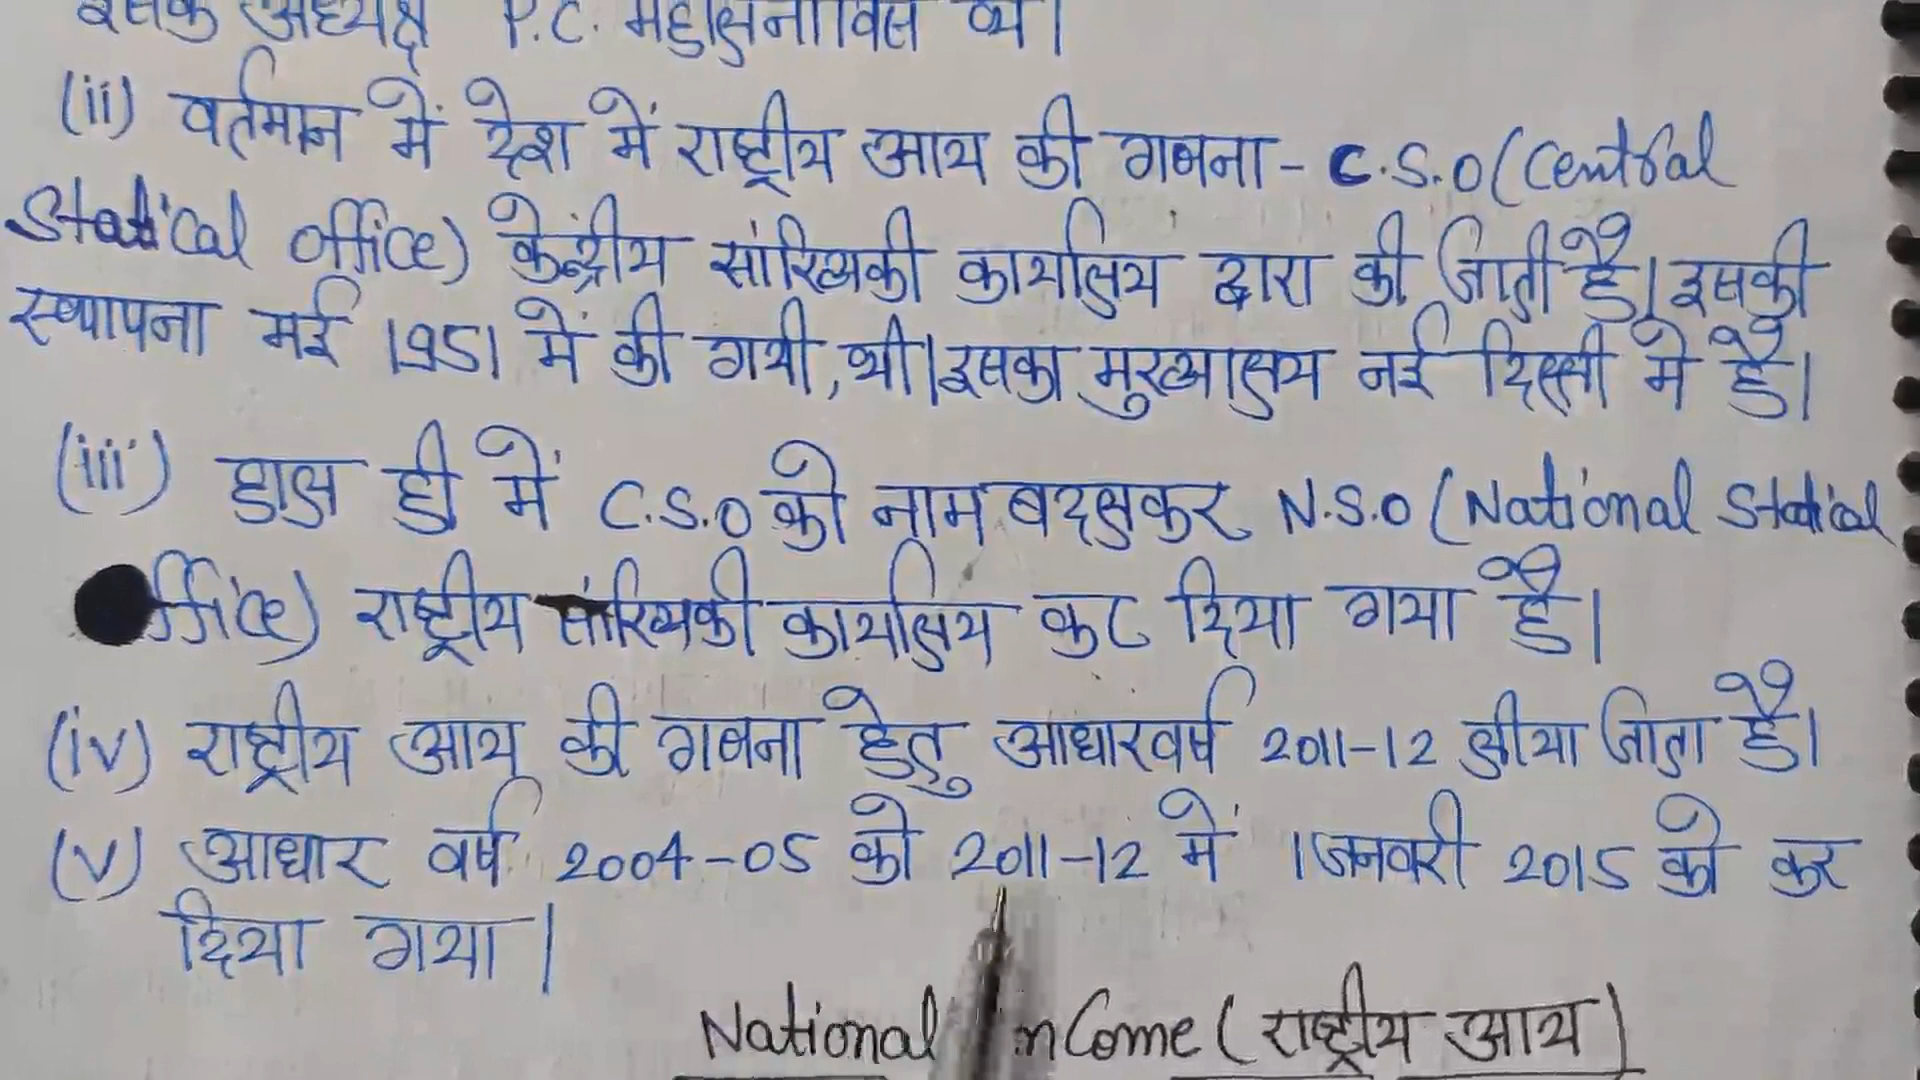 इसके अध्यक्ष P.C. महालनोविस थे।
(ii) वर्तमान में देश में राष्ट्रीय आय की गणना - C.S.O (Central
Statical office) केन्द्रीय सांख्यिकी कार्यालय द्वारा की जाती है। इसकी
स्थापना मई 1951 में की गयी, थी। इसका मुख्यालय नई दिल्ली में है।
(iii) हाल ही में C.S.O को नाम बदलकर N.S.O (National Statical
ffice) राष्ट्रीय सांख्यिकी कार्यालय कर दिया गया है।
(iv) राष्ट्रीय आय की गणना हेतु आधारवर्ष 2011-12 लीया जाता है।
(v) आधार वर्ष 2004-05 को 2011-12 में 1 जनवरी 2015 को कर
दिया गया।
National nCome (राष्ट्रीय आय)